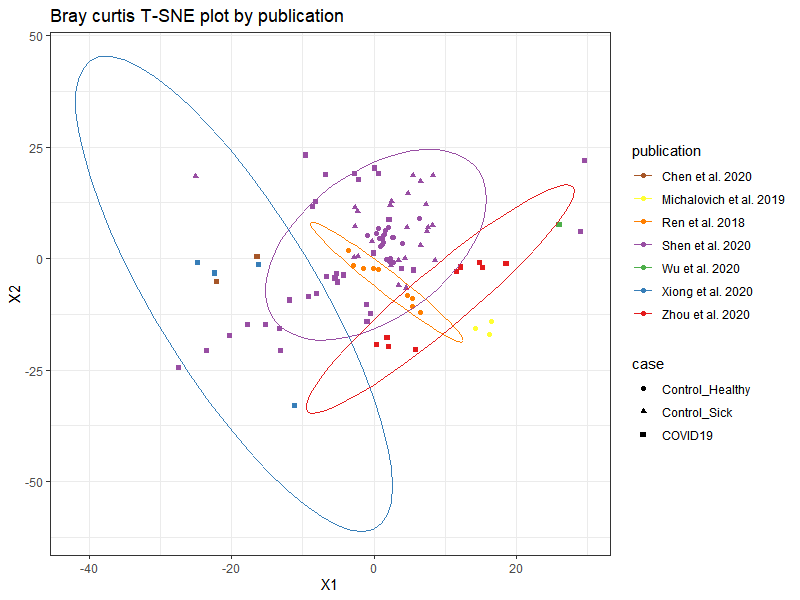 Bray curtis T-SNE plot by publication
50
25
0
-25
-50
X2
-40
-20
0
20
X1
publication
Chen et al. 2020
Michalovich et al. 2019
Ren et al. 2018
Shen et al. 2020
Wu et al. 2020
Xiong et al. 2020
Zhou et al. 2020
case
Control_Healthy
Control_Sick
COVID19